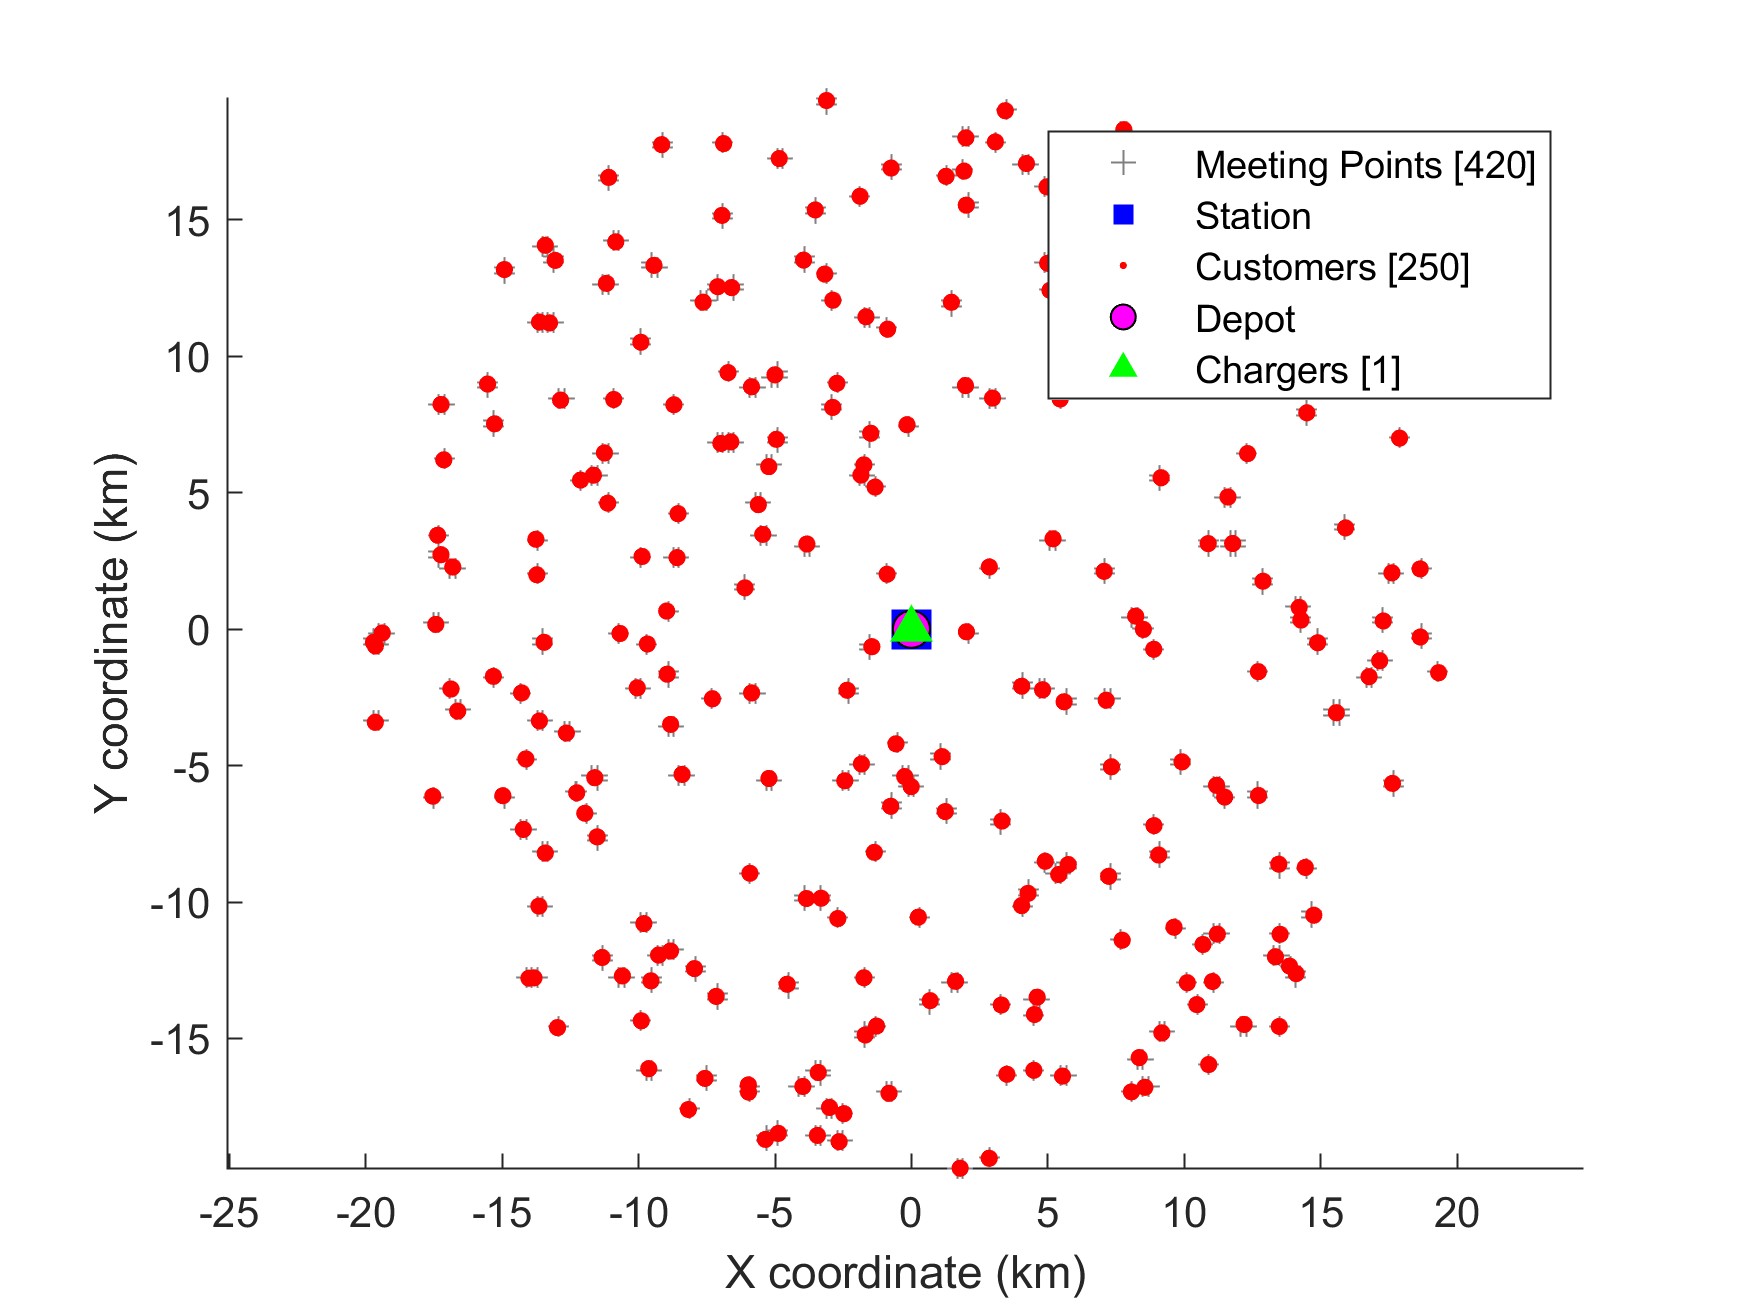 Meeting Points [420]
Station
Customers [250]
Depot
Chargers [1]
15
10
5
0
-5
-10
-15
Y coordinate (km)
-25 -20 -15 -10 -5 0 5 10 15 20
X coordinate (km)